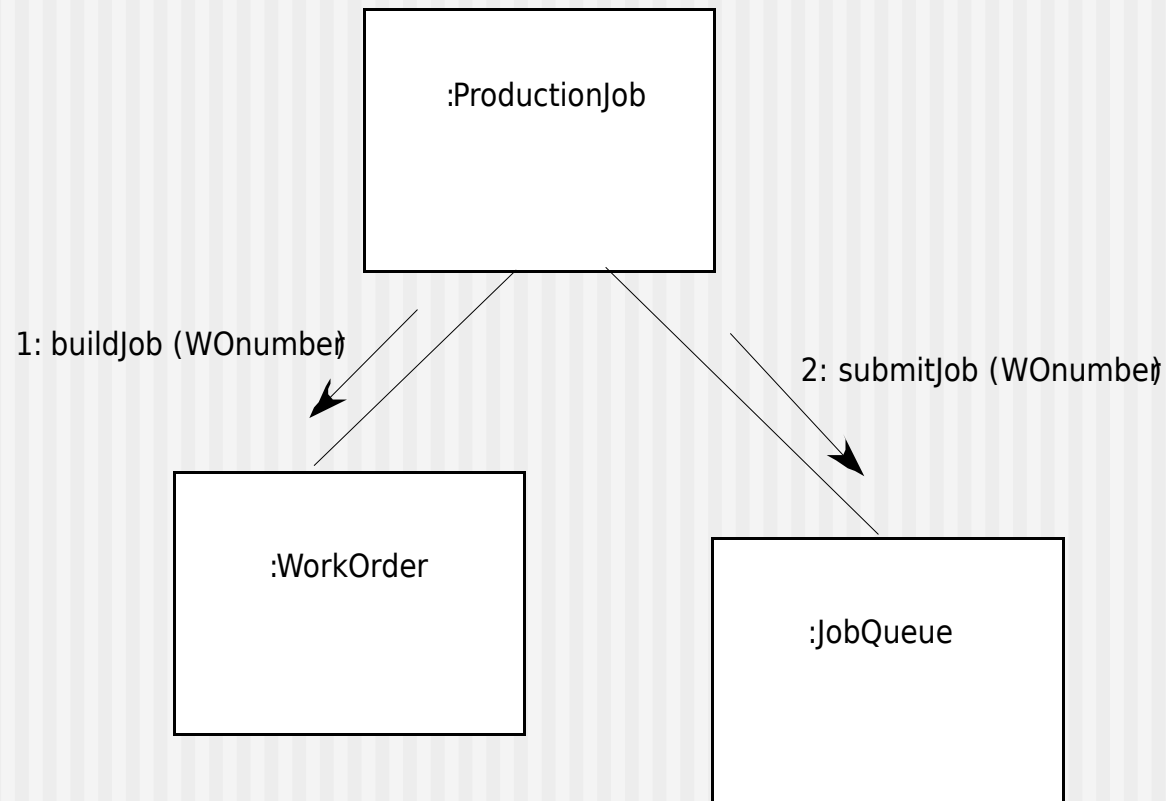 :ProductionJob
1: buildJob (WOnumber)
2: submitJob (WOnumber)
:WorkOrder
:JobQueue